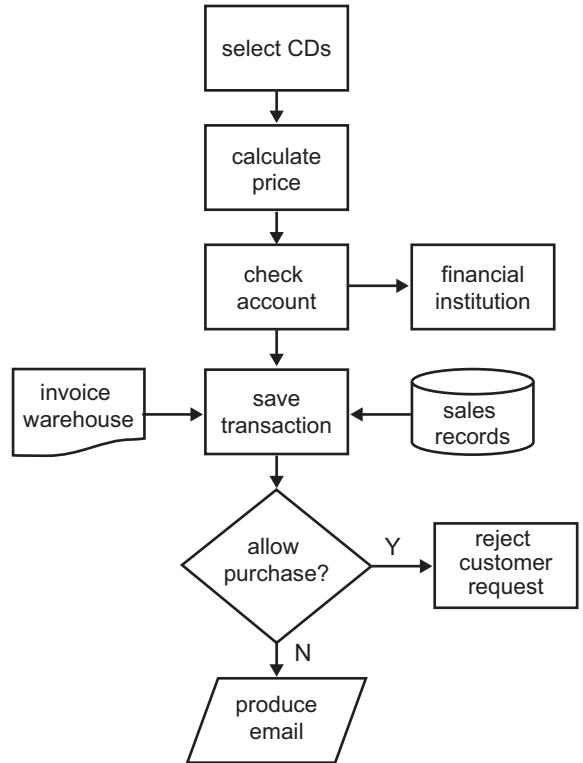 select CDs
calculate
price
check
account
financial
institution
invoice
warehouse
save
transaction
sales
records
allow
purchase?
Y
reject
customer
request
N
produce
email